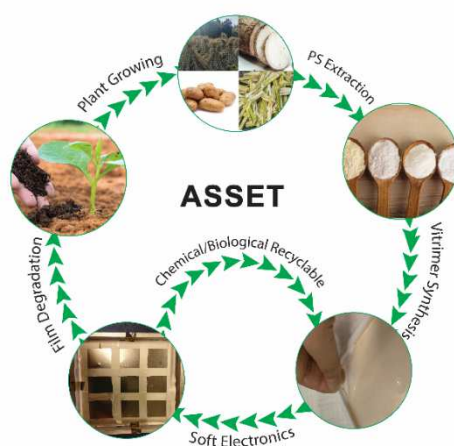 Plant Growing
PS Extraction
ASSET
Chemical/Biological Recyclable
Vitrimer Synthesis
Film Degradation
Soft Electronics